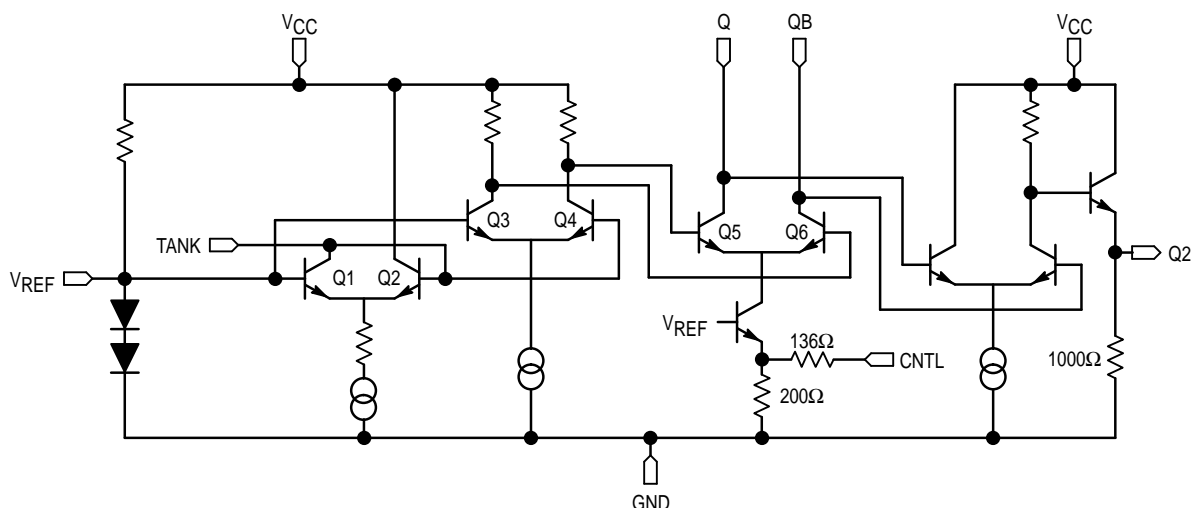 VCC
Q
QB
VCC
Q3
Q4
Q5
Q6
TANK
VREF
Q1
Q2
Q2
VREF
136Ω
CNTL
200Ω
1000Ω
GND